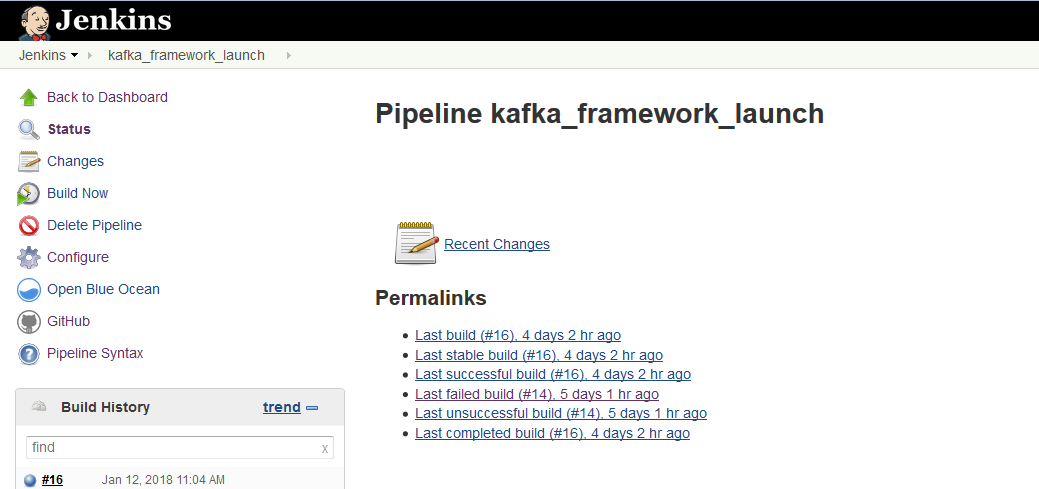 Jenkins
Jenkins kafka_framework_launch
Back to Dashboard
Status
Changes
Build Now
Delete Pipeline
Configure
Open Blue Ocean
GitHub
Pipeline Syntax
Build History trend
find x
#16 Jan 12, 2018 11:04 AM
Pipeline kafka_framework_launch
Recent Changes
Permalinks
Last build (#16), 4 days 2 hr ago
Last stable build (#16), 4 days 2 hr ago
Last successful build (#16), 4 days 2 hr ago
Last failed build (#14), 5 days 1 hr ago
Last unsuccessful build (#14), 5 days 1 hr ago
Last completed build (#16), 4 days 2 hr ago